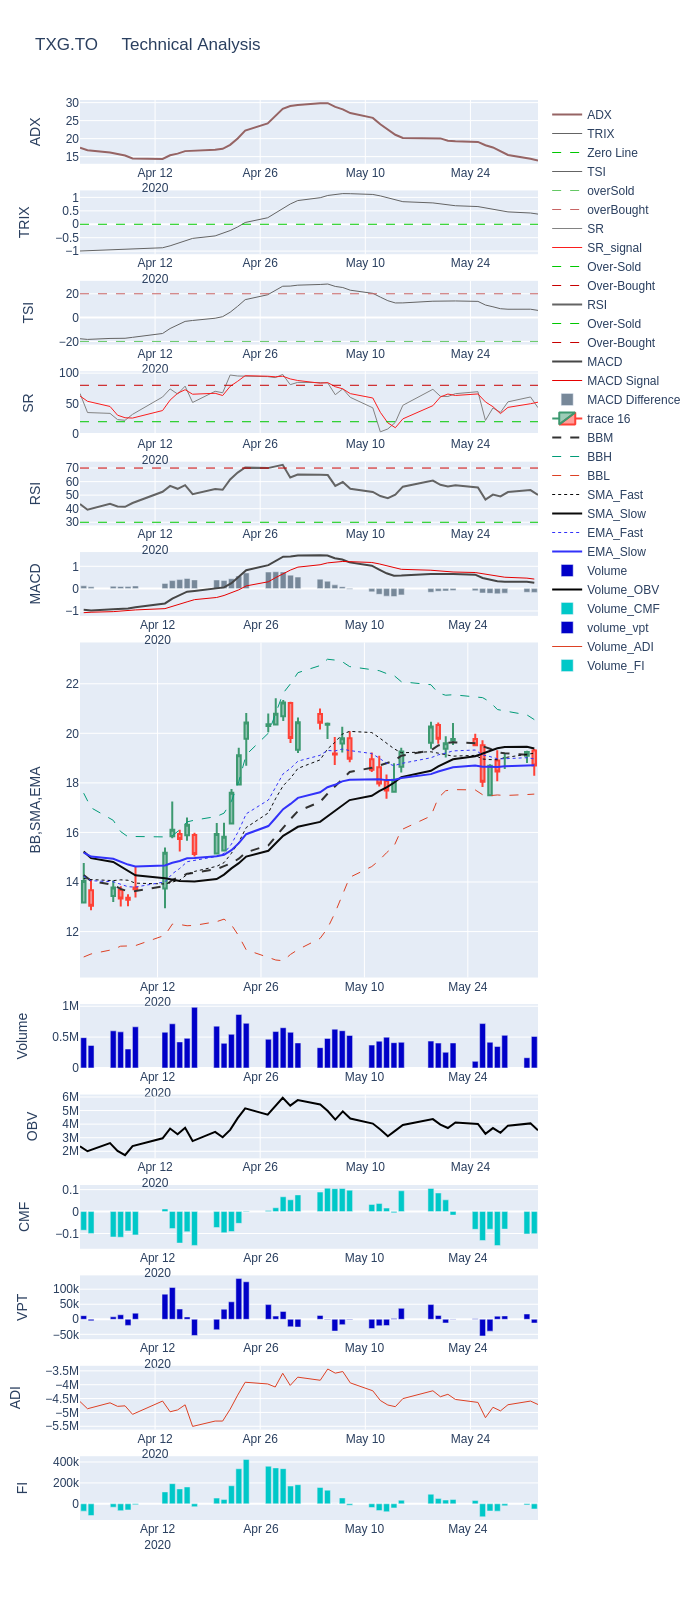 TXG.TO Technical Analysis
ADX
30
25
20
15
Apr 12
2020
Apr 26
May 10
May 24
TRIX
1
0.5
0
−0.5
−1
Apr 12
2020
Apr 26
May 10
May 24
TSI
20
0
−20
Apr 12
2020
Apr 26
May 10
May 24
SR
100
50
0
Apr 12
2020
Apr 26
May 10
May 24
RSI
70
60
50
40
30
Apr 12
2020
Apr 26
May 10
May 24
MACD
1
0
−1
Apr 12
2020
Apr 26
May 10
May 24
BB,SMA,EMA
22
20
18
16
14
12
Apr 12
2020
Apr 26
May 10
May 24
Volume
1M
0.5M
0
Apr 12
2020
Apr 26
May 10
May 24
OBV
6M
5M
4M
3M
2M
Apr 12
2020
Apr 26
May 10
May 24
CMF
0.1
0
−0.1
Apr 12
2020
Apr 26
May 10
May 24
VPT
100k
50k
0
−50k
Apr 12
2020
Apr 26
May 10
May 24
ADI
−3.5M
−4M
−4.5M
−5M
−5.5M
Apr 12
2020
Apr 26
May 10
May 24
FI
400k
200k
0
Apr 12
2020
Apr 26
May 10
May 24
ADX
TRIX
Zero Line
TSI
overSold
overBought
SR
SR_signal
Over-Sold
Over-Bought
RSI
Over-Sold
Over-Bought
MACD
MACD Signal
MACD Difference
trace 16
BBM
BBH
BBL
SMA_Fast
SMA_Slow
EMA_Fast
EMA_Slow
Volume
Volume_OBV
Volume_CMF
volume_vpt
Volume_ADI
Volume_FI